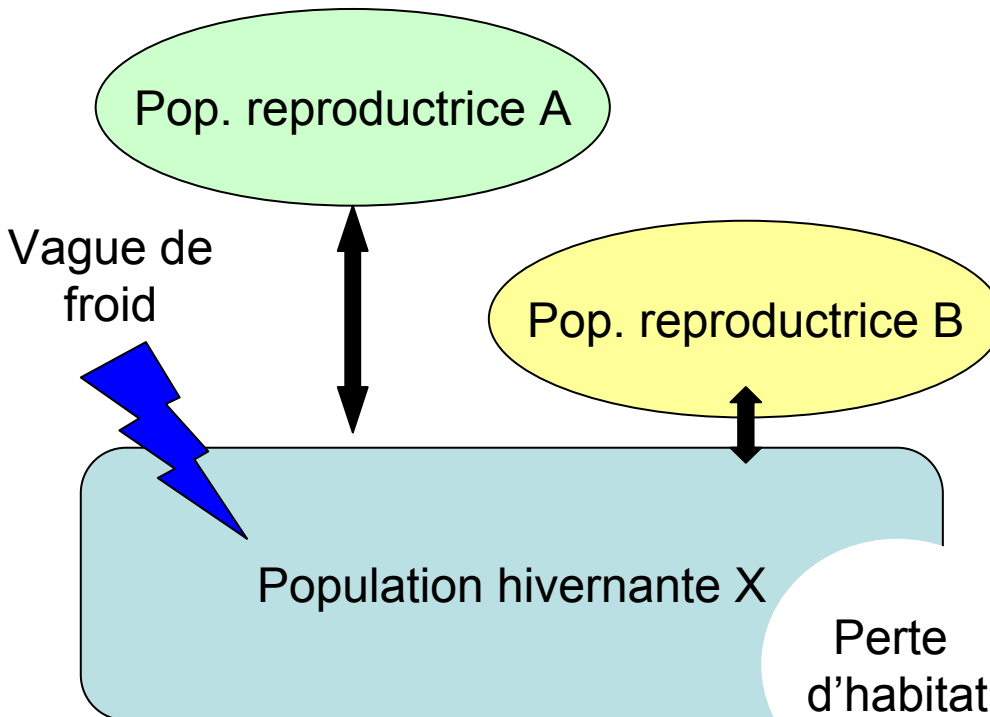 Pop. reproductrice A
Vague de
froid
Pop. reproductrice B
Population hivernante X
Perte
d'habitat